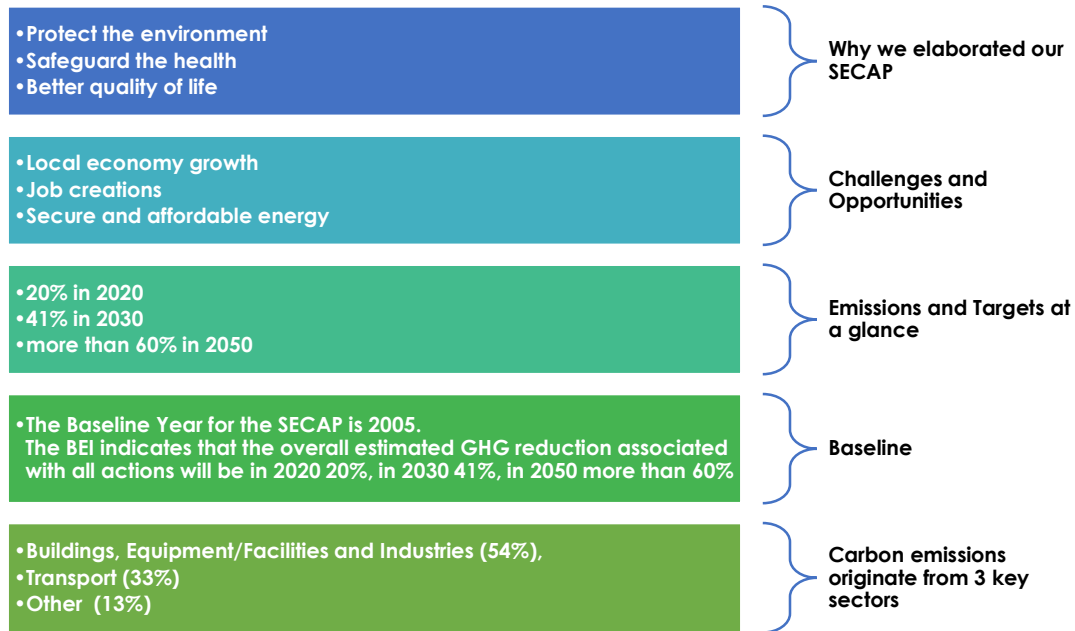 •Protect the environment
•Safeguard the health
•Better quality of life
Why we elaborated our
SECAP
•Local economy growth
•Job creations
•Secure and affordable energy
Challenges and
Opportunities
•20% in 2020
•41% in 2030
•more than 60% in 2050
Emissions and Targets at
a glance
•The Baseline Year for the SECAP is 2005.
The BEI indicates that the overall estimated GHG reduction associated
with all actions will be in 2020 20%, in 2030 41%, in 2050 more than 60%
Baseline
•Buildings, Equipment/Facilities and Industries (54%),
•Transport (33%)
•Other (13%)
Carbon emissions
originate from 3 key
sectors